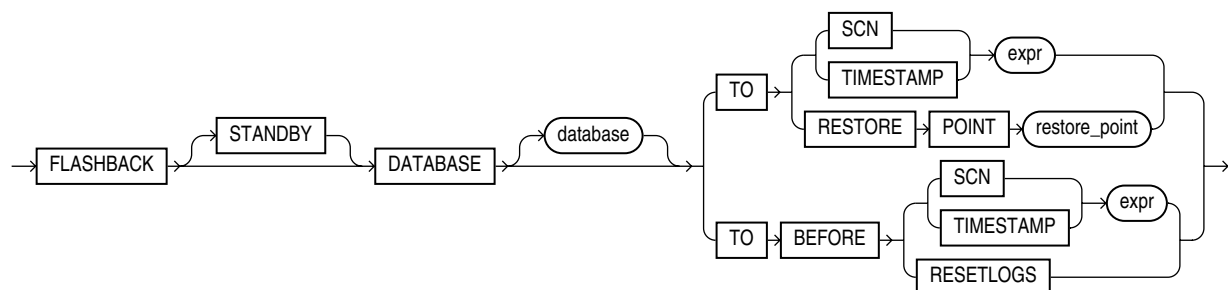 SCN
expr
TIMESTAMP
TO
STANDBY
database
RESTORE POINT restore_point
FLASHBACK
DATABASE
SCN
expr
TIMESTAMP
TO BEFORE
RESETLOGS